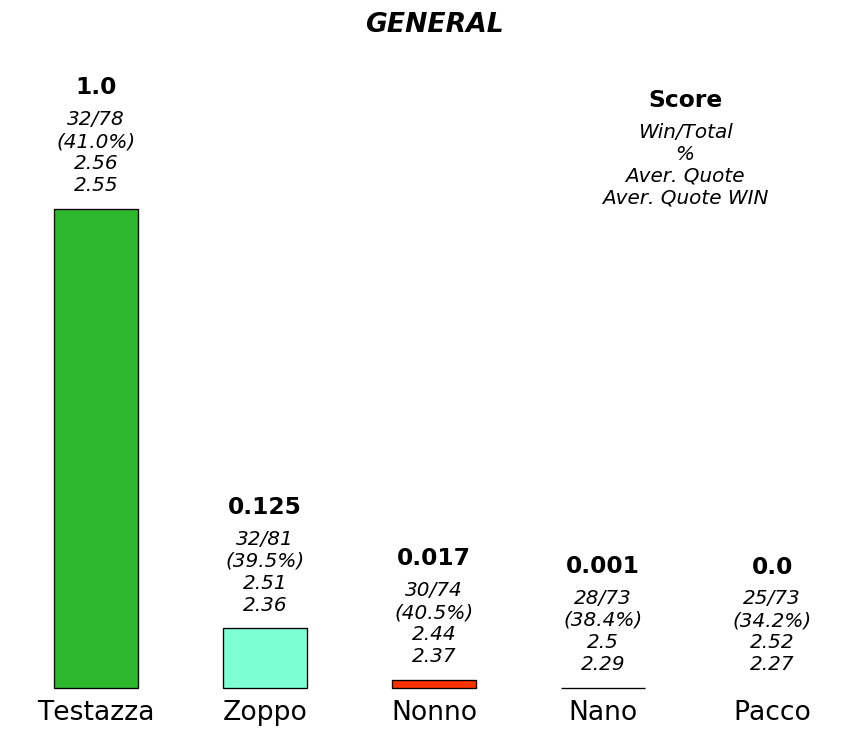 GENERAL
1.0
32/78
(41.0%)
2.56
2.55
Score
Win/Total
%
Aver. Quote
Aver. Quote WIN
0.125
32/81
(39.5%)
2.51
2.36
0.017
30/74
(40.5%)
2.44
2.37
0.001
28/73
(38.4%)
2.5
2.29
0.0
25/73
(34.2%)
2.52
2.27
Testazza
Zoppo
Nonno
Nano
Pacco